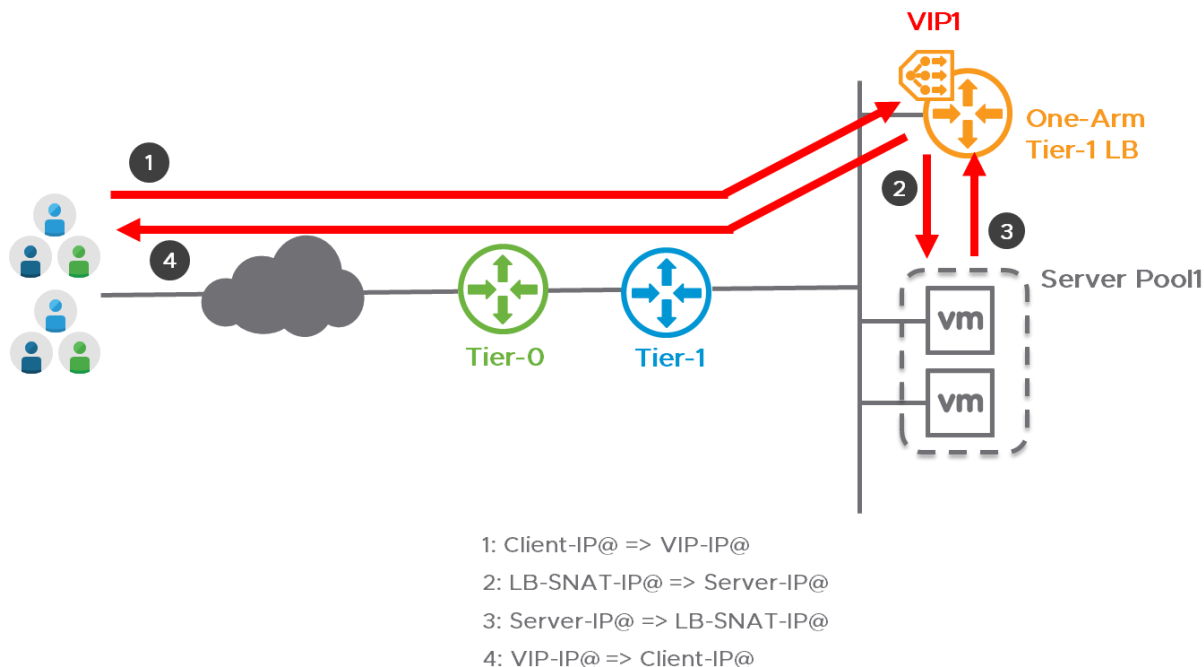 VIP1
One-Arm
Tier-1 LB
1
2
3
4
Server Pool1
vm
vm
Tier-0
Tier-1
1: Client-IP@ => VIP-IP@
2: LB-SNAT-IP@ => Server-IP@
3: Server-IP@ => LB-SNAT-IP@
4: VIP-IP@ => Client-IP@